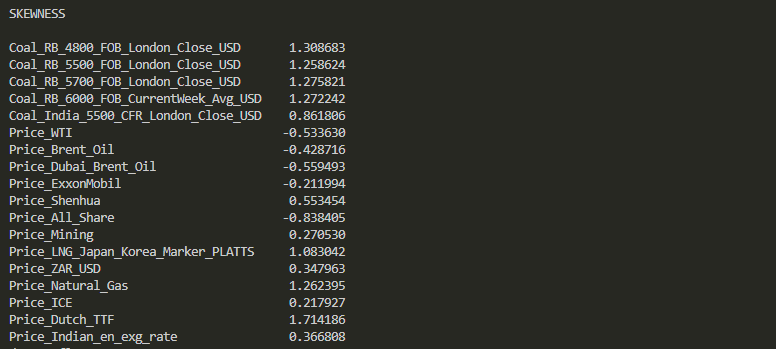 SKEWNESS
Coal_RB_4800_FOB_London_Close_USD 1.308683
Coal_RB_5500_FOB_London_Close_USD 1.258624
Coal_RB_5700_FOB_London_Close_USD 1.275821
Coal_RB_6000_FOB_CurrentWeek_Avg_USD 1.272242
Coal_India_5500_CFR_London_Close_USD 0.861806
Price_WTI -0.533630
Price_Brent_Oil -0.428716
Price_Dubai_Brent_Oil -0.559493
Price_ExxonMobil -0.211994
Price_Shenhua 0.553454
Price_All_Share -0.838405
Price_Mining 0.270530
Price_LNG_Japan_Korea_Marker_PLATTS 1.083042
Price_ZAR_USD 0.347963
Price_Natural_Gas 1.262395
Price_ICE 0.217927
Price_Dutch_TTF 1.714186
Price_Indian_en_exg_rate 0.366808